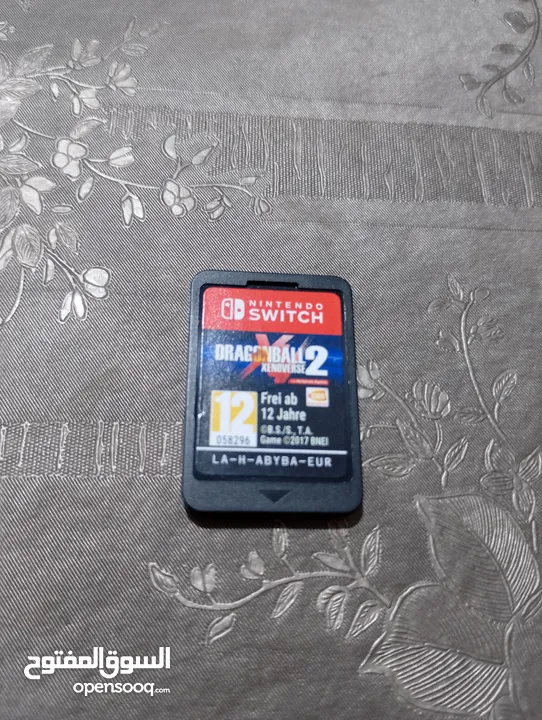 NINTENDO
SWITCH
DRAGONBALL
XENOVERSE 2
12
Frei ab
12 Jahre
058296
©B.S./S., T.A.
Game ©2017 BNEI
LA-H-ABYBA-EUR
السوق المفتوح
opensooq.com